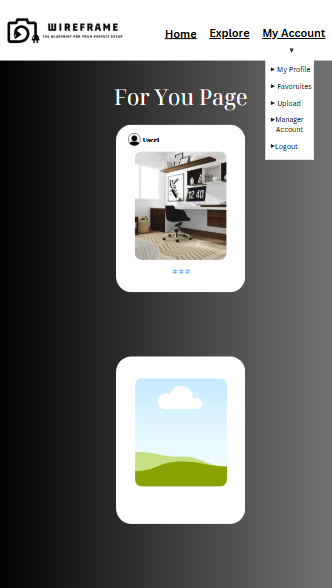 WIREFRAME
THE BLUEPRINT FOR YOUR PERFECT SETUP
Home Explore My Account
▼
►My Profile
►Favoruites
►Upload
►Manager
Account
►Logout
For You Page
User1
12 40
###